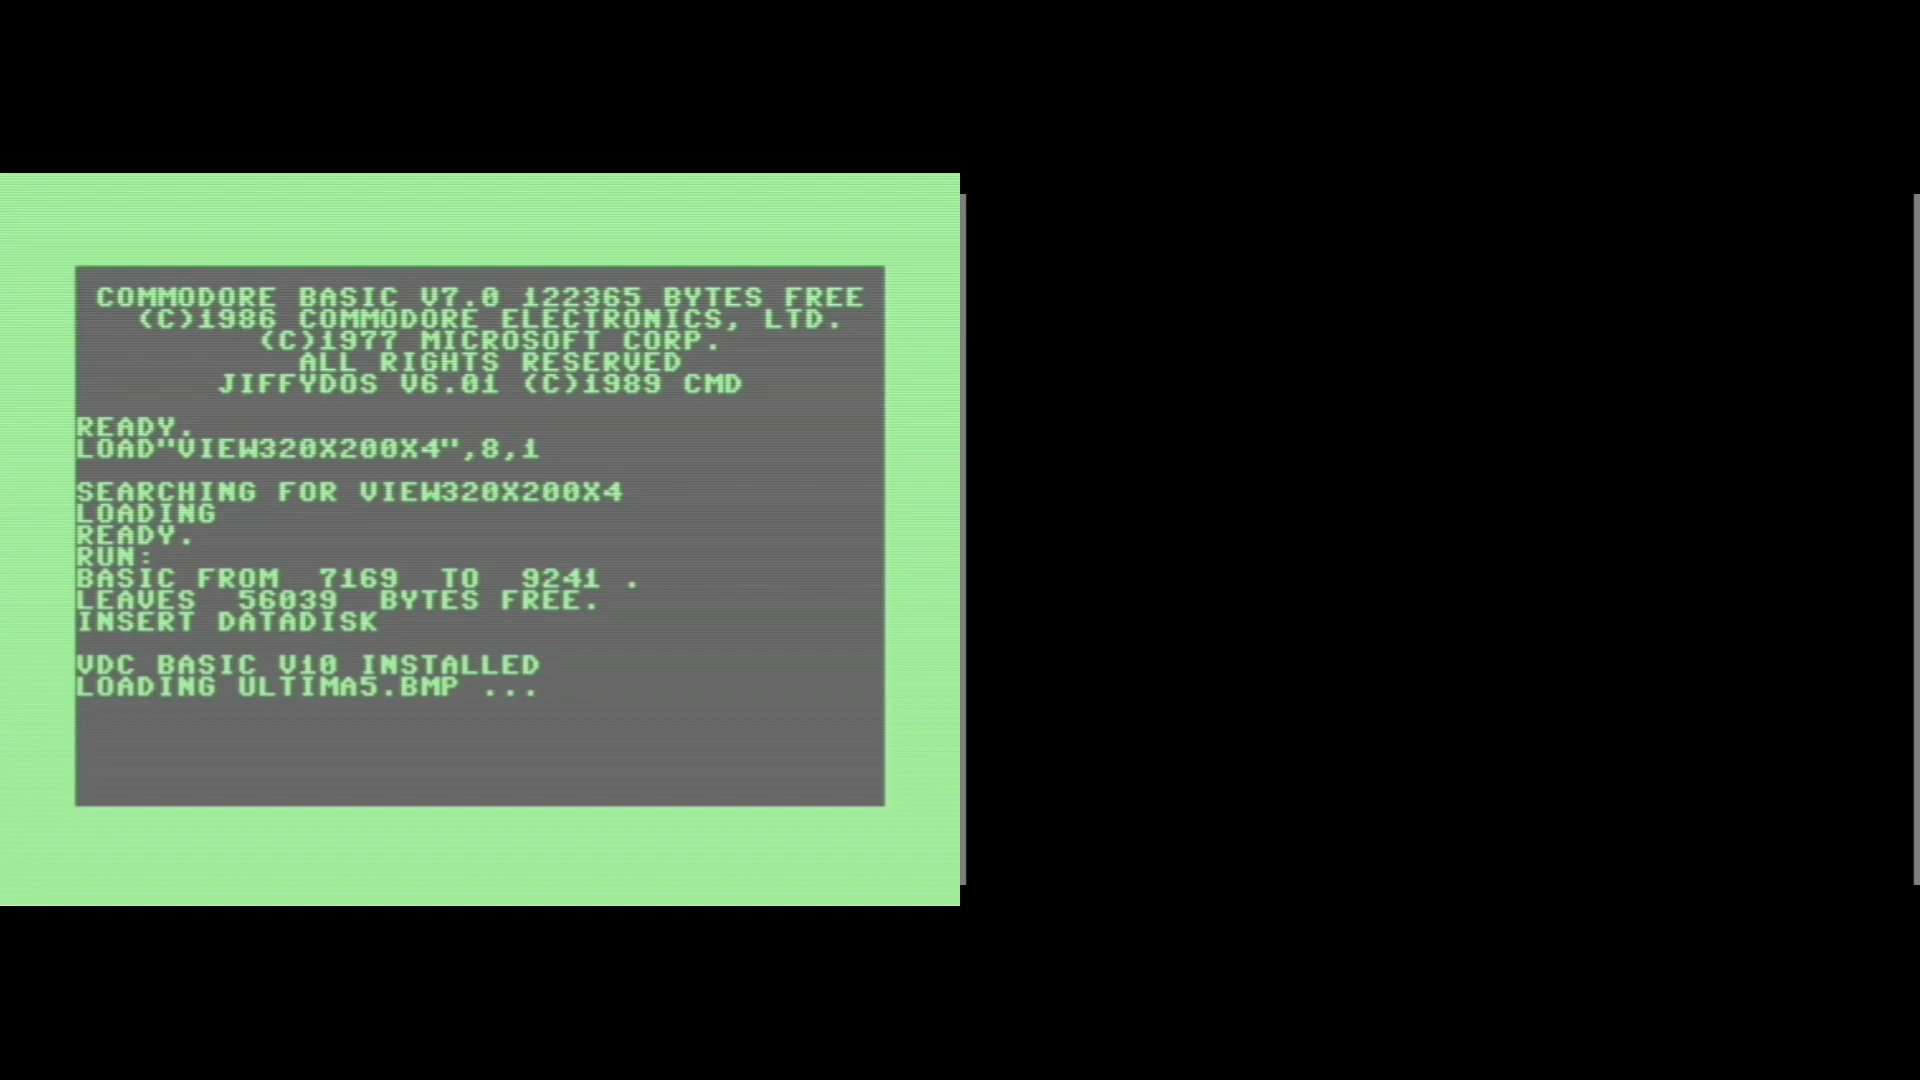 COMMODORE BASIC V7.0 122365 BYTES FREE
(C)1986 COMMODORE ELECTRONICS, LTD.
(C)1977 MICROSOFT CORP.
ALL RIGHTS RESERVED
JIFFYDOS V6.01 (C)1989 CMD
READY.
LOAD"VIEW320X200X4",8,1
SEARCHING FOR VIEW320X200X4
LOADING
READY.
RUN:
BASIC FROM 7169 TO 9241 .
LEAVES 56039 BYTES FREE.
INSERT DATADISK
VDC BASIC V10 INSTALLED
LOADING ULTIMA5.BMP ...